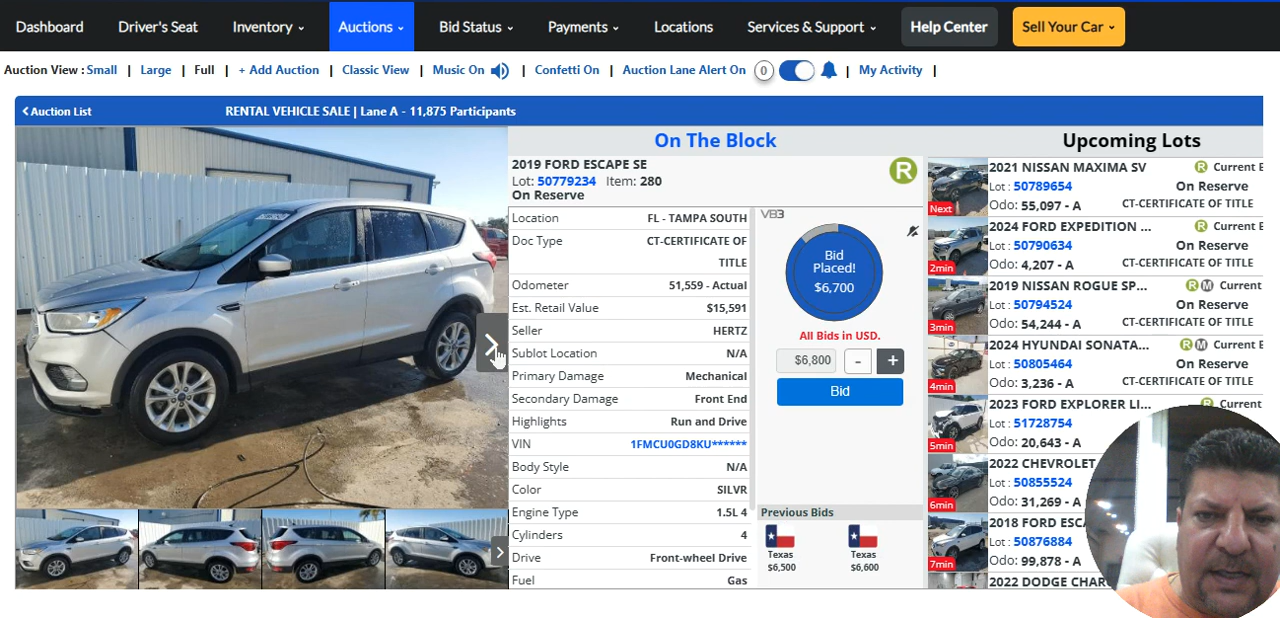 Dashboard Driver's Seat Inventory Auctions Bid Status Payments Locations Services & Support Help Center Sell Your Car
Auction View : Small | Large | Full | + Add Auction | Classic View | Music On | Confetti On | Auction Lane Alert On 0 | My Activity |
Auction List RENTAL VEHICLE SALE | Lane A - 11,875 Participants
On The Block
2019 FORD ESCAPE SE
Lot: 50779234 Item: 280
On Reserve
R
Location FL - TAMPA SOUTH
Doc Type CT-CERTIFICATE OF
TITLE
Odometer 51,559 - Actual
Est. Retail Value $15,591
Seller HERTZ
Sublot Location N/A
Primary Damage Mechanical
Secondary Damage Front End
Highlights Run and Drive
VIN 1FMCU0GD8KU******
Body Style N/A
Color SILVR
Engine Type 1.5L 4
Cylinders 4
Drive Front-wheel Drive
Fuel Gas
VB3
Bid
Placed!
$6,700
All Bids in USD.
$6,800 - +
Bid
Previous Bids
Texas Texas
$6,500 $6,600
Upcoming Lots
2021 NISSAN MAXIMA SV R Current B
Lot : 50789654 On Reserve
Next Odo: 55,097 - A CT-CERTIFICATE OF TITLE
2024 FORD EXPEDITION ... R Current B
Lot : 50790634 On Reserve
2min Odo: 4,207 - A CT-CERTIFICATE OF TITLE
2019 NISSAN ROGUE SP... R M Current
Lot : 50794524 On Reserve
3min Odo: 54,244 - A CT-CERTIFICATE OF TITLE
2024 HYUNDAI SONATA... R M Current B
Lot : 50805464 On Reserve
4min Odo: 3,236 - A CT-CERTIFICATE OF TITLE
2023 FORD EXPLORER LI... R Current
Lot : 51728754
5min Odo: 20,643 - A
2022 CHEVROLET
Lot : 50855524
6min Odo: 31,269 - A
2018 FORD ESCA
Lot : 50876884
7min Odo: 99,878 - A
2022 DODGE CHAR